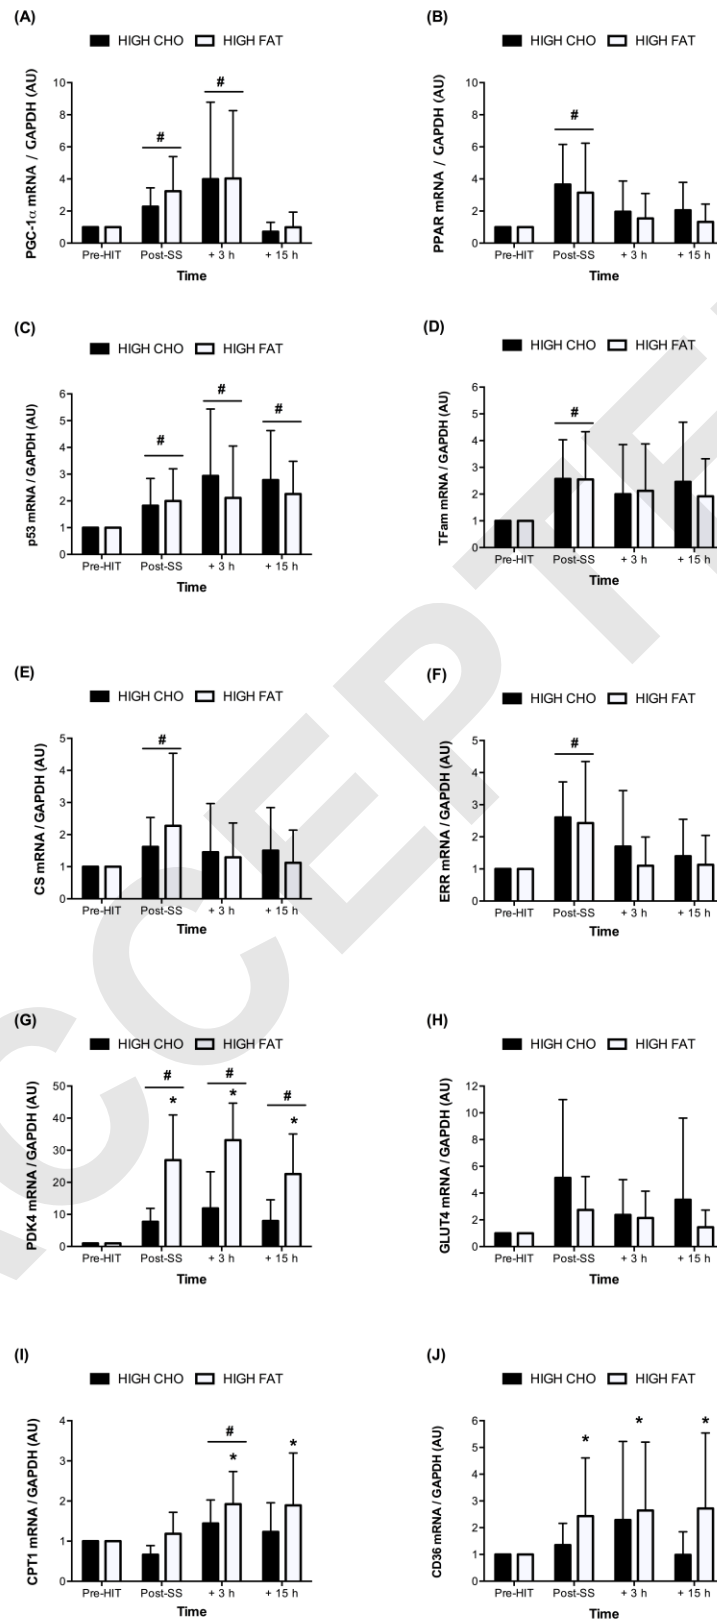 (A)
HIGH CHO HIGH FAT
PGC-1α mRNA / GAPDH (AU)
10
8
6
4
2
0
# #
Pre-HIT Post-SS + 3 h + 15 h
Time
(B)
HIGH CHO HIGH FAT
PPAR mRNA / GAPDH (AU)
10
8
6
4
2
0
#
Pre-HIT Post-SS + 3 h + 15 h
Time
(C)
HIGH CHO HIGH FAT
p53 mRNA / GAPDH (AU)
6
5
4
3
2
1
0
# # #
Pre-HIT Post-SS + 3 h + 15 h
Time
(D)
HIGH CHO HIGH FAT
TFam mRNA / GAPDH (AU)
6
5
4
3
2
1
0
#
Pre-HIT Post-SS + 3 h + 15 h
Time
(E)
HIGH CHO HIGH FAT
CS mRNA / GAPDH (AU)
5
4
3
2
1
0
#
Pre-HIT Post-SS + 3 h + 15 h
Time
(F)
HIGH CHO HIGH FAT
ERR mRNA / GAPDH (AU)
5
4
3
2
1
0
#
Pre-HIT Post-SS + 3 h + 15 h
Time
(G)
HIGH CHO HIGH FAT
PDK4 mRNA / GAPDH (AU)
50
40
30
20
10
0
# # #
* * *
Pre-HIT Post-SS + 3 h + 15 h
Time
(H)
HIGH CHO HIGH FAT
GLUT4 mRNA / GAPDH (AU)
12
10
8
6
4
2
0
Pre-HIT Post-SS + 3 h + 15 h
Time
(I)
HIGH CHO HIGH FAT
CPT1 mRNA / GAPDH (AU)
4
3
2
1
0
#
* *
Pre-HIT Post-SS + 3 h + 15 h
Time
(J)
HIGH CHO HIGH FAT
CD36 mRNA / GAPDH (AU)
6
5
4
3
2
1
0
* * *
Pre-HIT Post-SS + 3 h + 15 h
Time